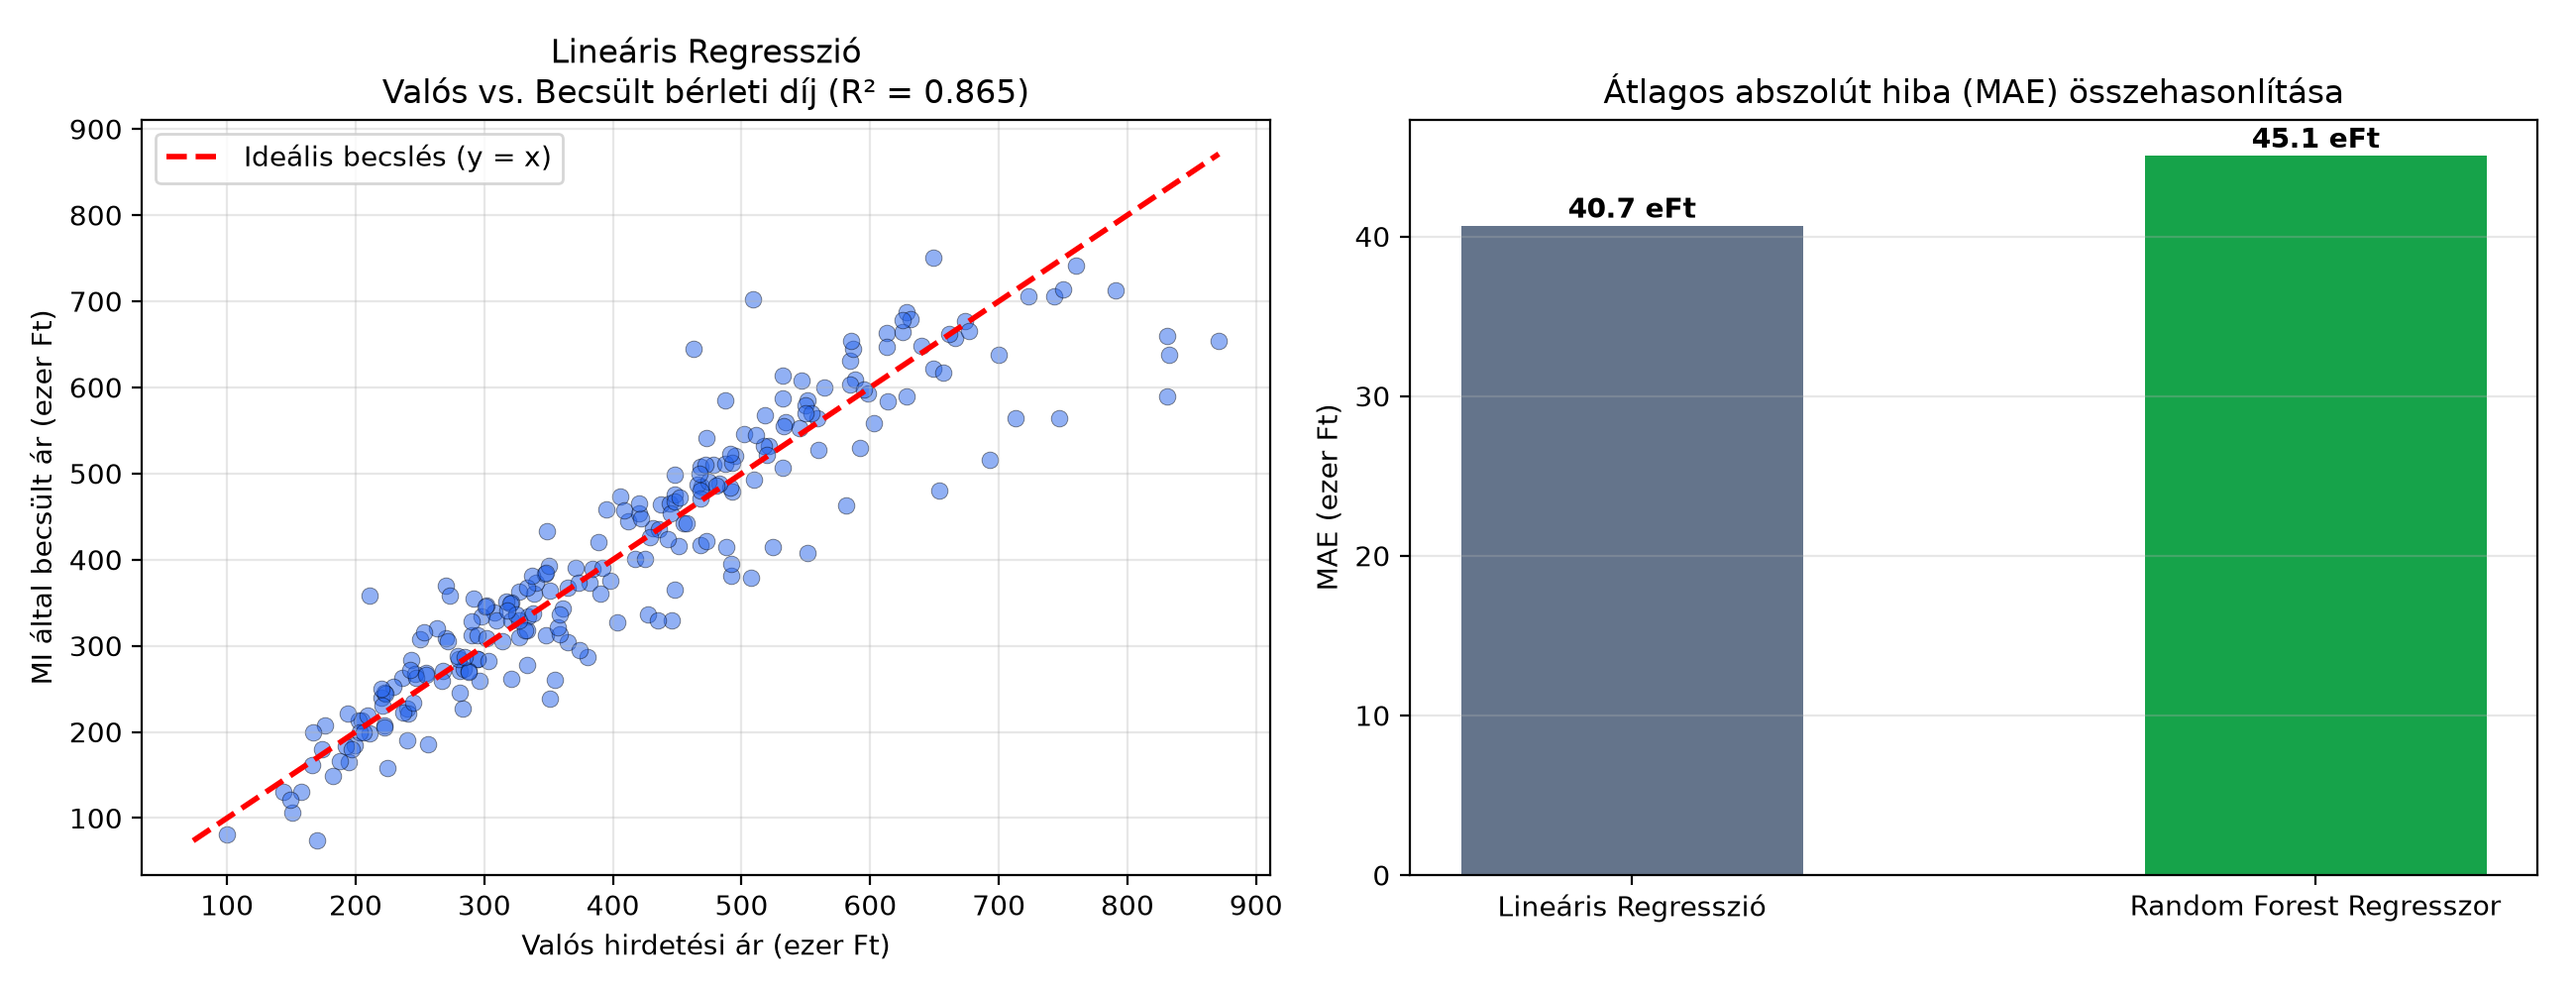 Lineáris Regresszió
Valós vs. Becsült bérleti díj (R² = 0.865)
Ideális becslés (y = x)
MI által becsült ár (ezer Ft)
900
800
700
600
500
400
300
200
100
100 200 300 400 500 600 700 800 900
Valós hirdetési ár (ezer Ft)
Átlagos abszolút hiba (MAE) összehasonlítása
40.7 eFt
45.1 eFt
MAE (ezer Ft)
40
30
20
10
0
Lineáris Regresszió
Random Forest Regresszor